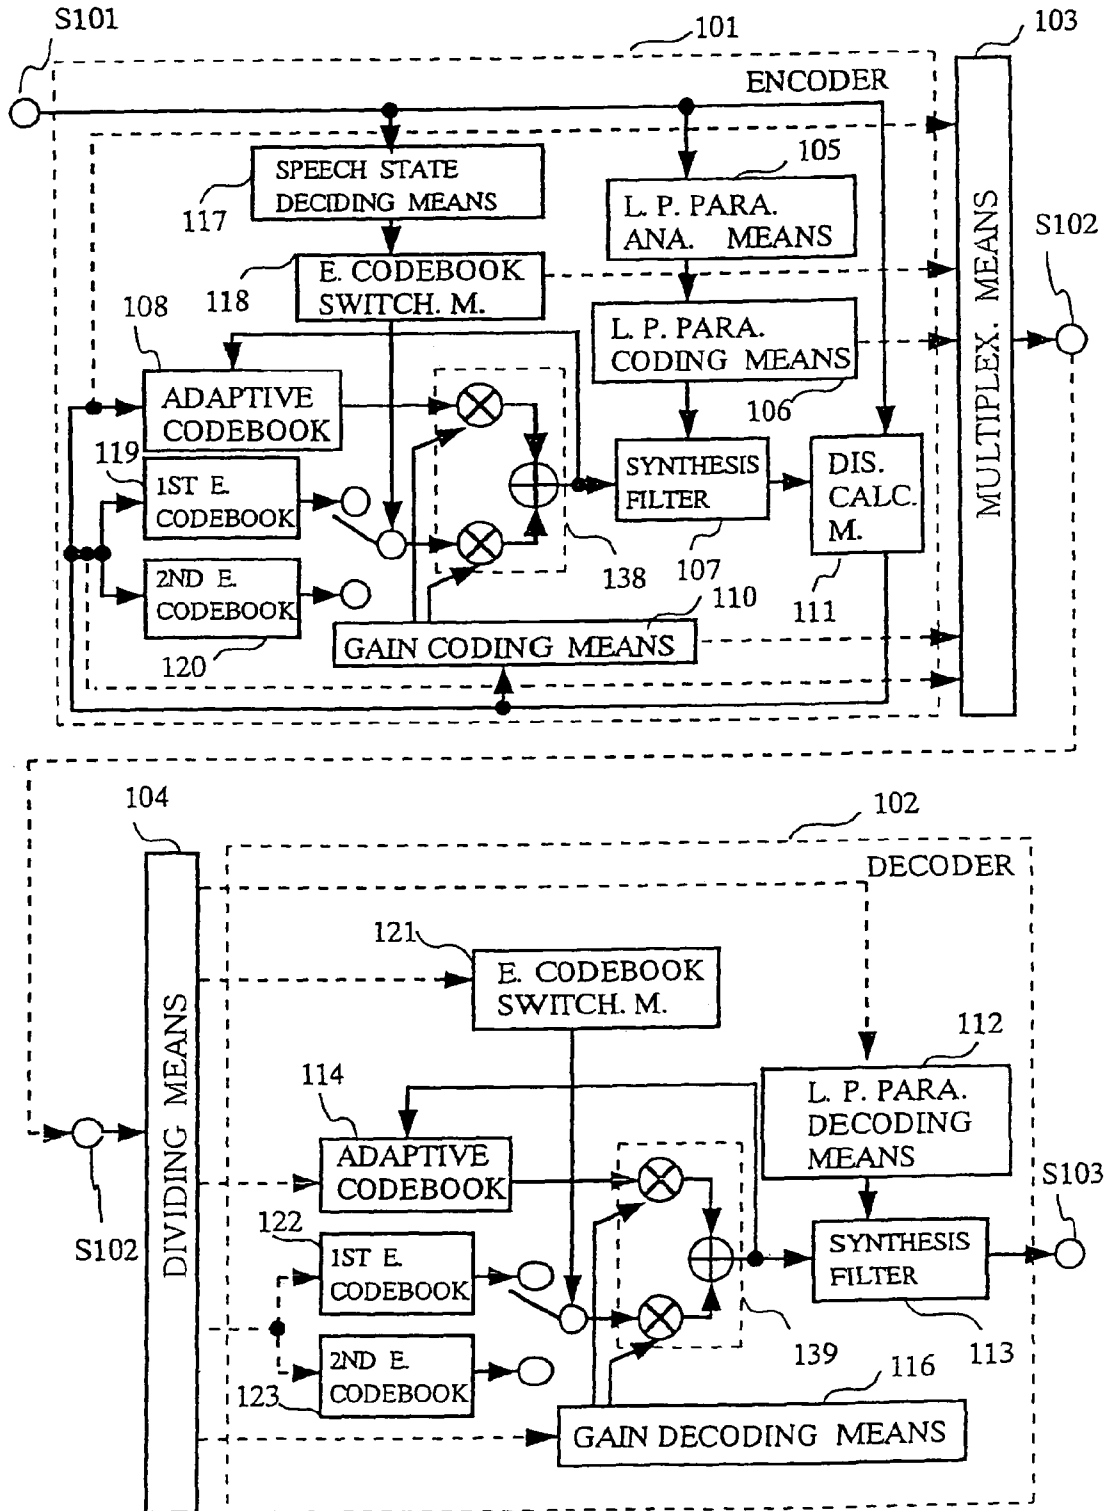 S101
101
103
ENCODER
SPEECH STATE
DECIDING MEANS
117
105
L. P. PARA.
ANA. MEANS
S102
E. CODEBOOK
SWITCH. M.
118
108
L. P. PARA.
CODING MEANS
106
MULTIPLEX. MEANS
ADAPTIVE
CODEBOOK
119
1ST E.
CODEBOOK
SYNTHESIS
FILTER
107
DIS.
CALC.
M.
111
2ND E.
CODEBOOK
120
138
110
GAIN CODING MEANS
104
102
DECODER
121
E. CODEBOOK
SWITCH. M.
DIVIDING MEANS
112
L. P. PARA.
DECODING
MEANS
114
ADAPTIVE
CODEBOOK
S102
S103
122
1ST E.
CODEBOOK
SYNTHESIS
FILTER
113
2ND E.
CODEBOOK
123
139
116
GAIN DECODING MEANS